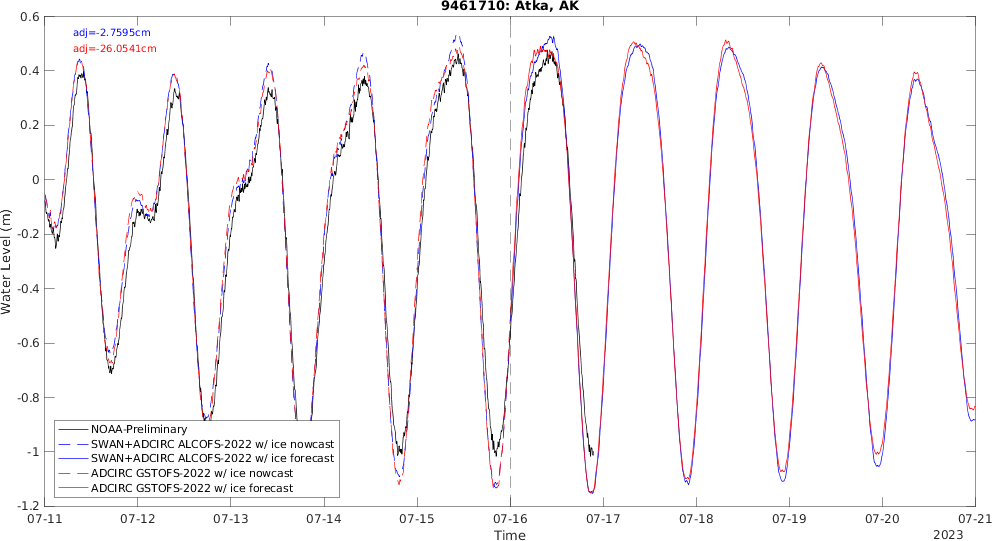 9461710: Atka, AK
adj=-2.7595cm
adj=-26.0541cm
0.6
0.4
0.2
0
-0.2
-0.4
-0.6
-0.8
-1
-1.2
Water Level (m)
NOAA-Preliminary
SWAN+ADCIRC ALCOFS-2022 w/ ice nowcast
SWAN+ADCIRC ALCOFS-2022 w/ ice forecast
ADCIRC GSTOFS-2022 w/ ice nowcast
ADCIRC GSTOFS-2022 w/ ice forecast
07-11 07-12 07-13 07-14 07-15 07-16 07-17 07-18 07-19 07-20 07-21
Time
2023